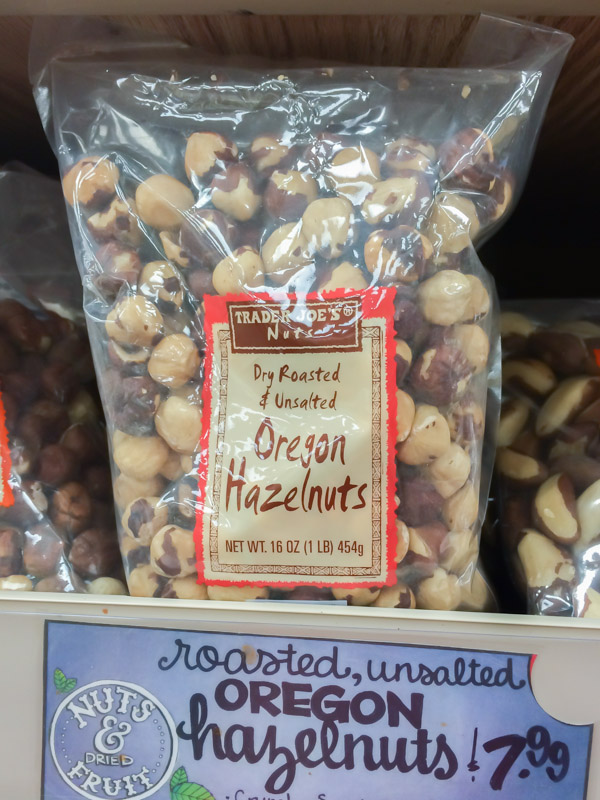 TRADER JOE'S®
Nuts
Dry Roasted
& Unsalted
Oregon
Hazelnuts
NET WT. 16 OZ (1 LB) 454g
roasted, unsalted
OREGON
hazelnuts
$7.99
NUTS
&
DRIED
FRUIT